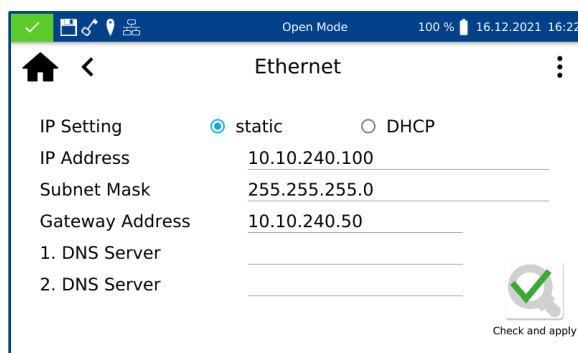 Open Mode 100 % 16.12.2021 16:22
Ethernet
IP Setting static DHCP
IP Address 10.10.240.100
Subnet Mask 255.255.255.0
Gateway Address 10.10.240.50
1. DNS Server
2. DNS Server
Check and apply